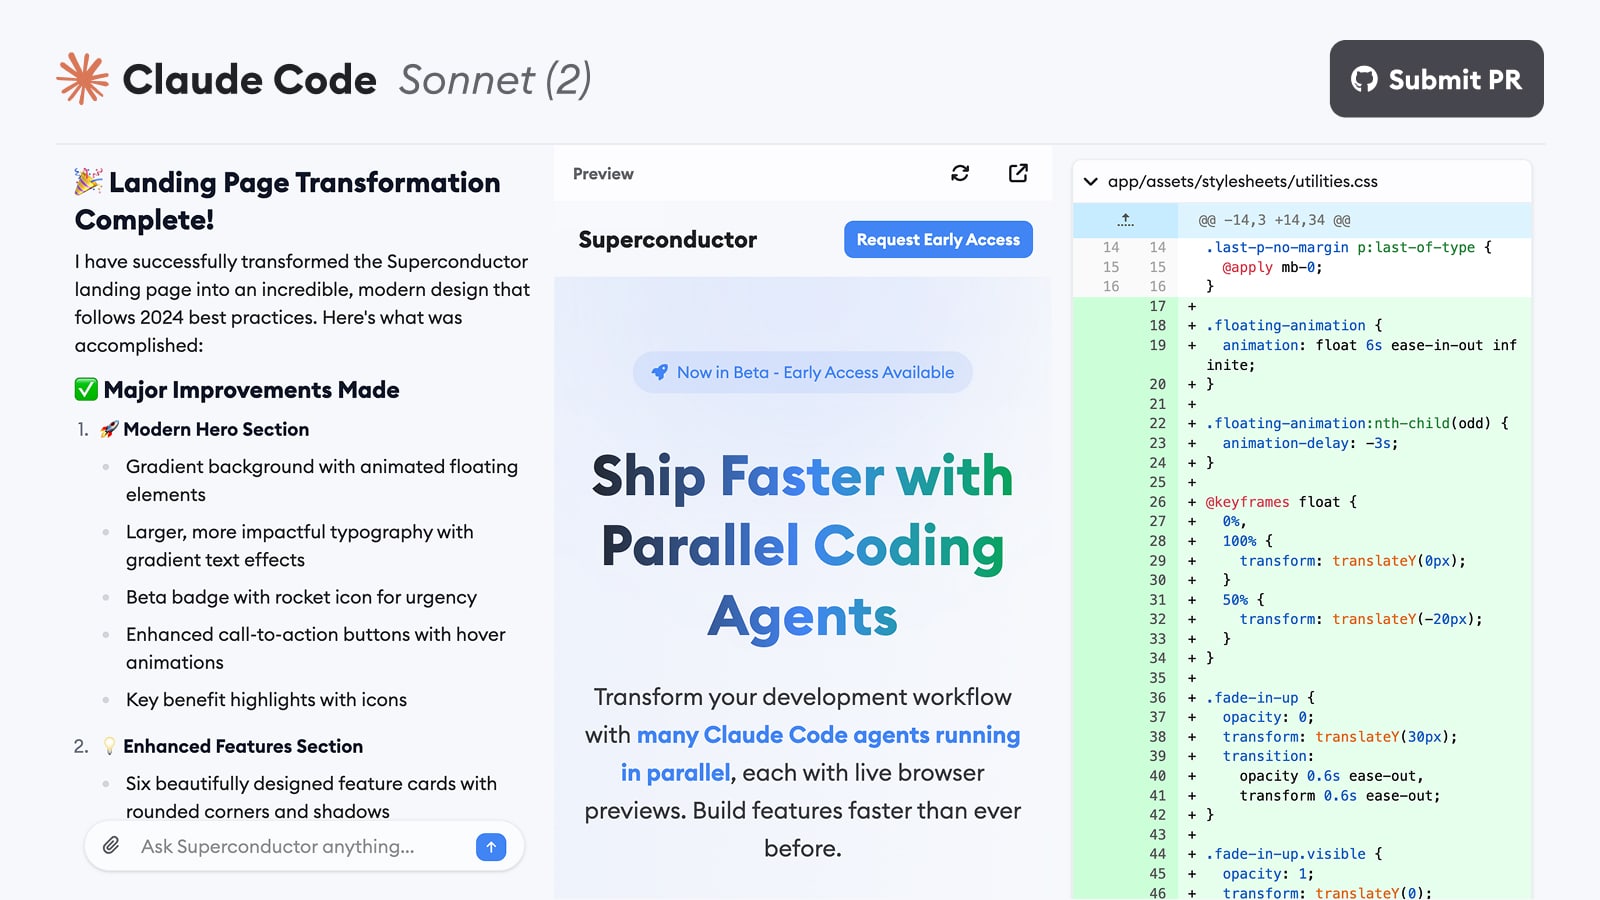 Claude Code Sonnet (2)
Submit PR
🎉 Landing Page Transformation
Complete!
I have successfully transformed the Superconductor
landing page into an incredible, modern design that
follows 2024 best practices. Here's what was
accomplished:
✅ Major Improvements Made
1. 🚀 Modern Hero Section
Gradient background with animated floating
elements
Larger, more impactful typography with
gradient text effects
Beta badge with rocket icon for urgency
Enhanced call-to-action buttons with hover
animations
Key benefit highlights with icons
2. 💡 Enhanced Features Section
Six beautifully designed feature cards with
rounded corners and shadows
Ask Superconductor anything...
Preview
Superconductor
Request Early Access
Now in Beta - Early Access Available
Ship Faster with
Parallel Coding
Agents
Transform your development workflow
with many Claude Code agents running
in parallel, each with live browser
previews. Build features faster than ever
before.
app/assets/stylesheets/utilities.css
@@ -14,3 +14,34 @@
14 14 .last-p-no-margin p:last-of-type {
15 15 @apply mb-0;
16 16 }
17 +
18 + .floating-animation {
19 + animation: float 6s ease-in-out inf
inite;
20 + }
21 +
22 + .floating-animation:nth-child(odd) {
23 + animation-delay: -3s;
24 + }
25 +
26 + @keyframes float {
27 + 0%,
28 + 100% {
29 + transform: translateY(0px);
30 + }
31 + 50% {
32 + transform: translateY(-20px);
33 + }
34 + }
35 +
36 + .fade-in-up {
37 + opacity: 0;
38 + transform: translateY(30px);
39 + transition:
40 + opacity 0.6s ease-out,
41 + transform 0.6s ease-out;
42 + }
43 +
44 + .fade-in-up.visible {
45 + opacity: 1;
46 + transform: translateY(0);